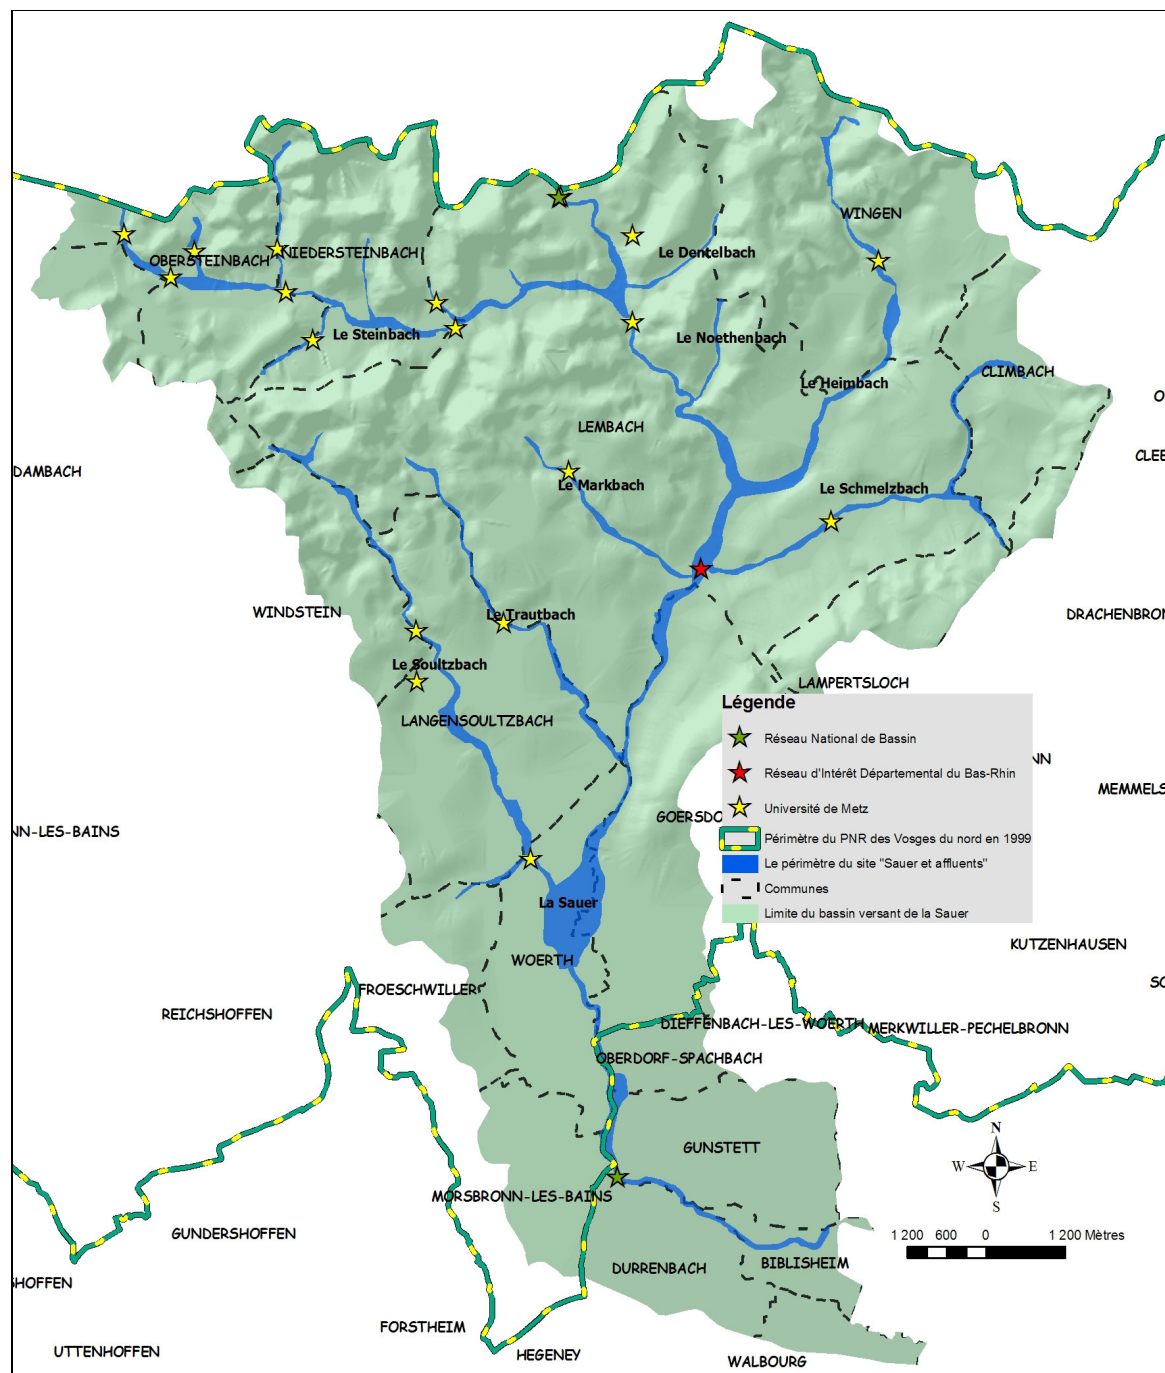 WINGEN
Le Dentelbach
NIEDERSTEINBACH
OBERSTEINBACH
Le Steinbach
Le Noethenbach
CLIMBACH
Le Heimbach
O
LEMBACH
CLEE
DAMBACH
Le Markbach
Le Schmelzbach
WINDSTEIN
Le Trautbach
DRACHENBRON
Le Soultzbach
LAMPERTSLOCH
LANGENSOULTZBACH
Légende
Réseau National de Bassin
NN
Réseau d'Intérêt Départemental du Bas-Rhin
MEMMELS
Université de Metz
GOERSDO
NN-LES-BAINS
Périmètre du PNR des Vosges du nord en 1999
Le périmètre du site "Sauer et affluents"
Communes
La Sauer
Limite du bassin versant de la Sauer
KUTZENHAUSEN
WOERTH
SO
FROESCHWILLER
REICHSHOFFEN
DIEFFENBACH-LES-WOERTH
MERKWILLER-PECHELBRONN
OBERDORF-SPACHBACH
N
GUNSTETT
W
E
MORSBRONN-LES-BAINS
S
GUNDERSHOFFEN
1 200 600 0 1 200 Mètres
BIBLISHEIM
DURRENBACH
SHOFFEN
FORSTHEIM
UTTENHOFFEN
HEGENEY
WALBOURG